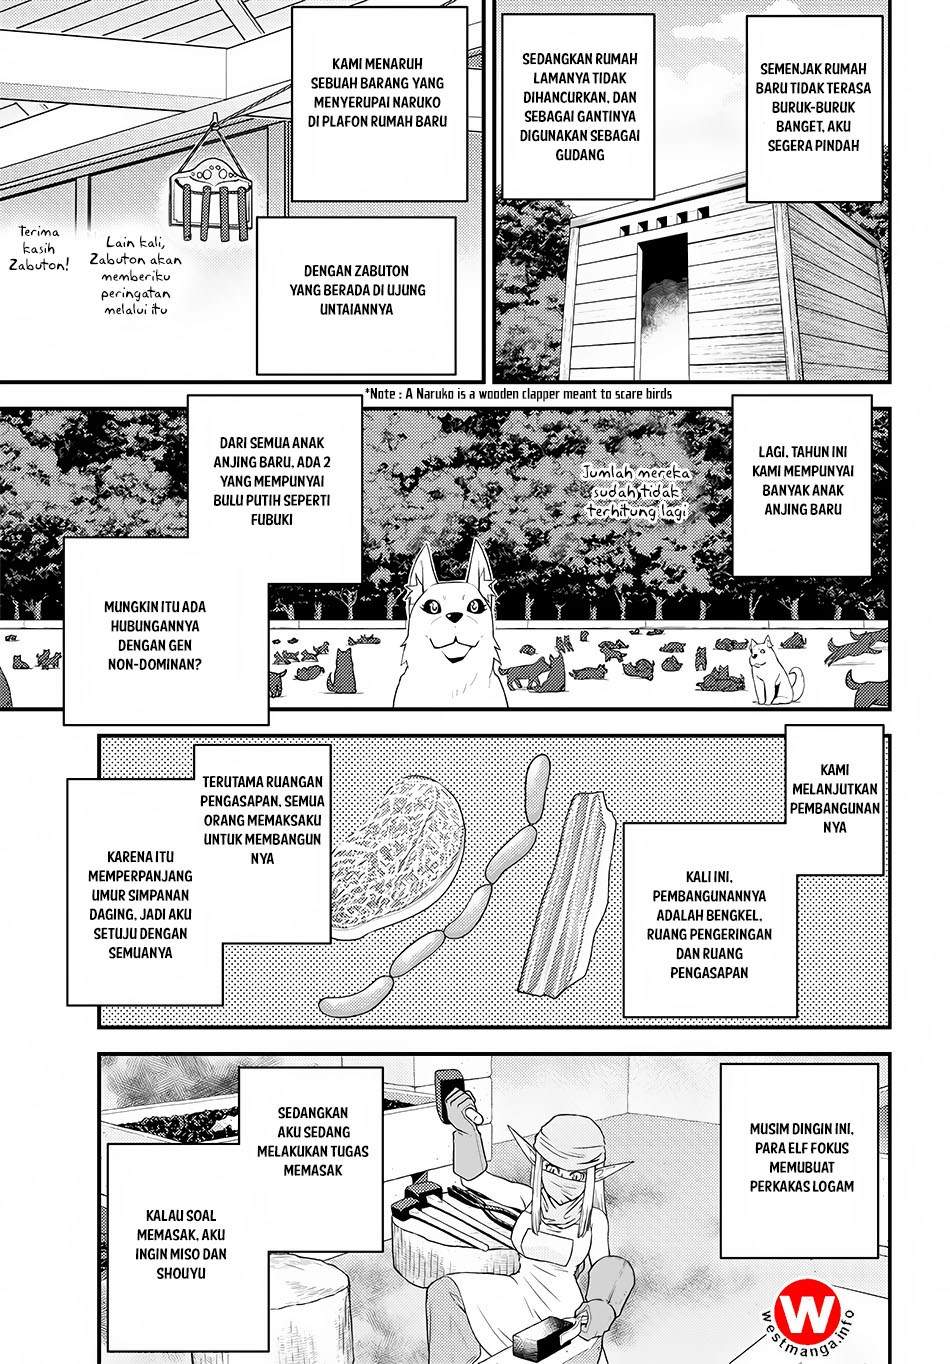 SEMENJAK RUMAH
BARU TIDAK TERASA
BURUK-BURUK
BANGET, AKU
SEGERA PINDAH
SEDANGKAN RUMAH
LAMANYA TIDAK
DIHANCURKAN, DAN
SEBAGAI GANTINYA
DIGUNAKAN SEBAGAI
GUDANG
KAMI MENARUH
SEBUAH BARANG YANG
MENYERUPAI NARUKO
DI PLAFON RUMAH BARU
DENGAN ZABUTON
YANG BERADA DI UJUNG
UNTAIANNYA
Lain kali,
Zabuton akan
memberiku
peringatan
melalui itu
Terima
kasih
Zabuton!
*Note : A Naruko is a wooden clapper meant to scare birds
LAGI, TAHUN INI
KAMI MEMPUNYAI
BANYAK ANAK
ANJING BARU
Jumlah mereka
sudah tidak
terhitung lagi
DARI SEMUA ANAK
ANJING BARU, ADA 2
YANG MEMPUNYAI
BULU PUTIH SEPERTI
FUBUKI
MUNGKIN ITU ADA
HUBUNGANNYA
DENGAN GEN
NON-DOMINAN?
KAMI
MELANJUTKAN
PEMBANGUNAN
NYA
KALI INI,
PEMBANGUNANNYA
ADALAH BENGKEL,
RUANG PENGERINGAN
DAN RUANG
PENGASAPAN
TERUTAMA RUANGAN
PENGASAPAN, SEMUA
ORANG MEMAKSAKU
UNTUK MEMBANGUN
NYA
KARENA ITU
MEMPERPANJANG
UMUR SIMPANAN
DAGING, JADI AKU
SETUJU DENGAN
SEMUANYA
MUSIM DINGIN INI,
PARA ELF FOKUS
MEMUBUAT
PERKAKAS LOGAM
SEDANGKAN
AKU SEDANG
MELAKUKAN TUGAS
MEMASAK
KALAU SOAL
MEMASAK, AKU
INGIN MISO DAN
SHOUYU
W
westmanga.info